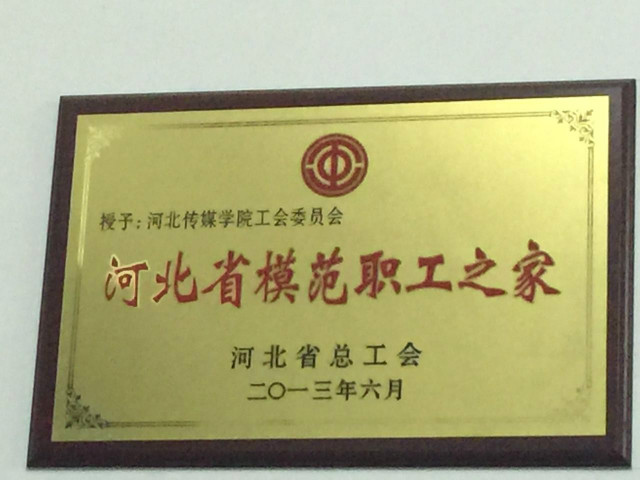 授予：河北传媒学院工会委员会
河北省模范职工之家
河北省总工会
二〇一三年六月